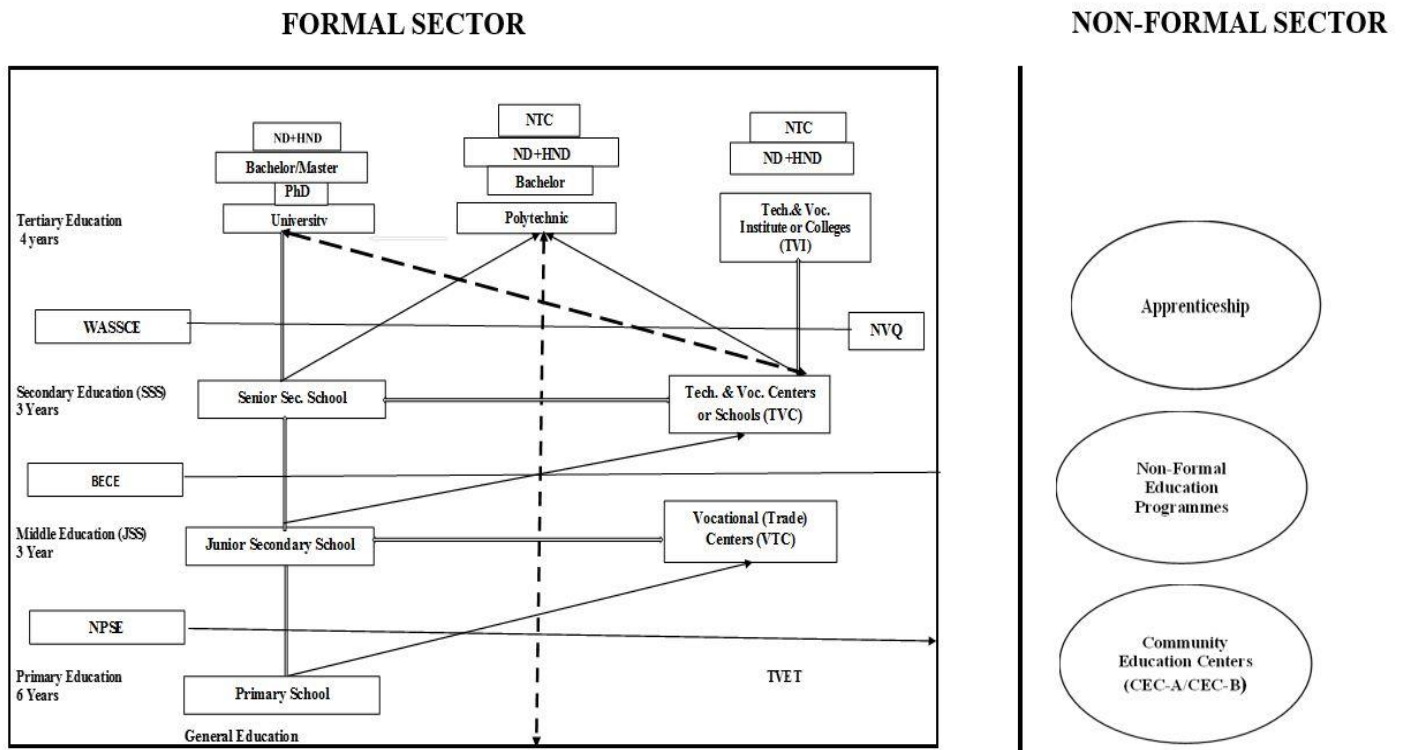 FORMAL SECTOR
NON-FORMAL SECTOR
ND+HND
Bachelor/Master
PhD
University
NTC
ND+HND
Bachelor
Polytechnic
NTC
ND+HND
Tech.& Voc.
Institute or Colleges
(TVI)
Tertiary Education
4 years
WASSCE
NVQ
Secondary Education (SSS)
3 Years
Senior Sec. School
Tech. & Voc. Centers
or Schools (TVC)
BECE
Middle Education (JSS)
3 Year
Junior Secondary School
Vocational (Trade)
Centers (VTC)
NPSE
Primary Education
6 Years
Primary School
TVET
General Education
Apprenticeship
Non-Formal
Education
Programmes
Community
Education Centers
(CEC-A/CEC-B)